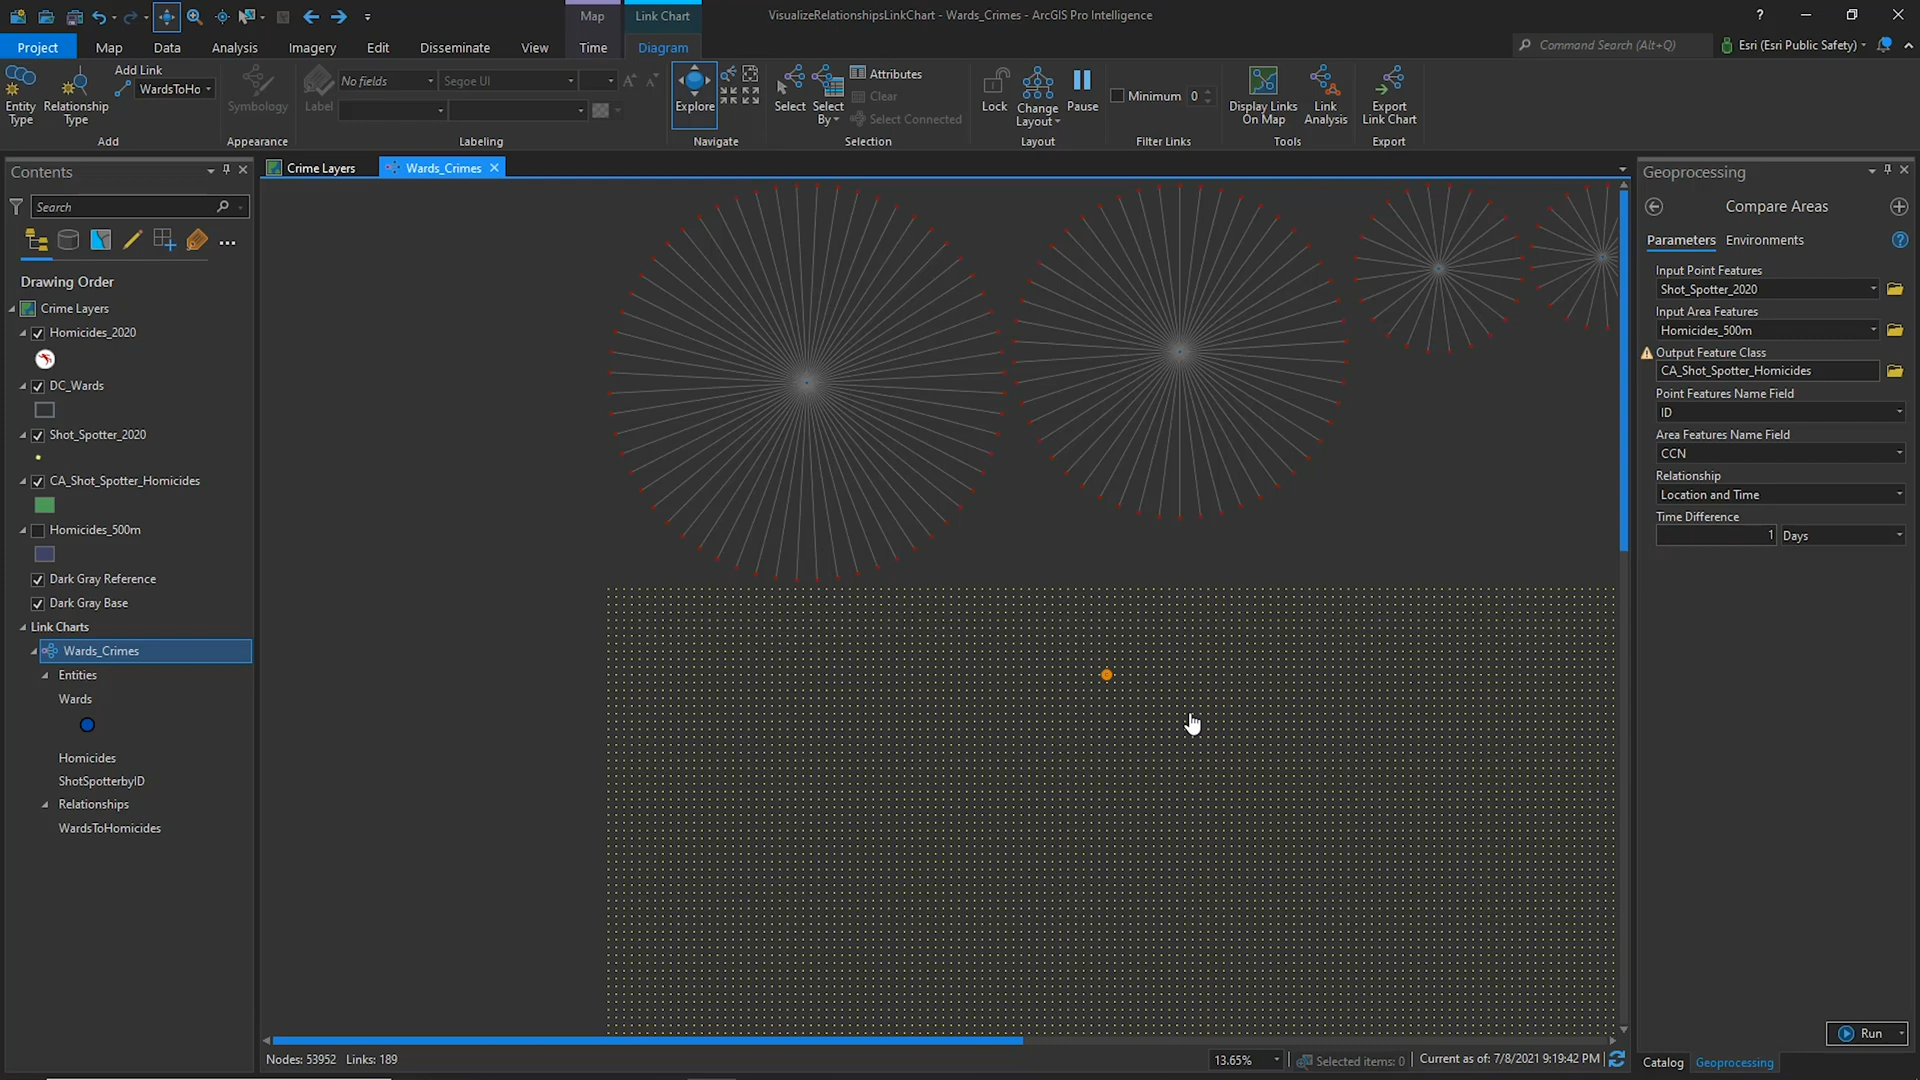 Map
Link Chart
VisualizeRelationshipsLinkChart - Wards_Crimes - ArcGIS Pro Intelligence
?
Project
Map
Data
Analysis
Imagery
Edit
Disseminate
View
Time
Diagram
Command Search (Alt+Q)
Esri (Esri Public Safety)
Entity Type
Relationship Type
Add Link
WardsToHo
Add
Symbology
Appearance
Label
No fields
Segoe UI
Labeling
Explore
Navigate
Select
Select By
Attributes
Clear
Select Connected
Selection
Lock
Change Layout
Pause
Layout
Minimum 0
Filter Links
Display Links On Map
Link Analysis
Tools
Export Link Chart
Export
Contents
Search
Drawing Order
Crime Layers
Homicides_2020
DC_Wards
Shot_Spotter_2020
CA_Shot_Spotter_Homicides
Homicides_500m
Dark Gray Reference
Dark Gray Base
Link Charts
Wards_Crimes
Entities
Wards
Homicides
ShotSpotterbyID
Relationships
WardsToHomicides
Crime Layers
Wards_Crimes
Nodes: 53952 Links: 189
13.65%
Selected items: 0
Current as of: 7/8/2021 9:19:42 PM
Geoprocessing
Compare Areas
Parameters
Environments
?
Input Point Features
Shot_Spotter_2020
Input Area Features
Homicides_500m
Output Feature Class
CA_Shot_Spotter_Homicides
Point Features Name Field
ID
Area Features Name Field
CCN
Relationship
Location and Time
Time Difference
1 Days
Run
Catalog
Geoprocessing